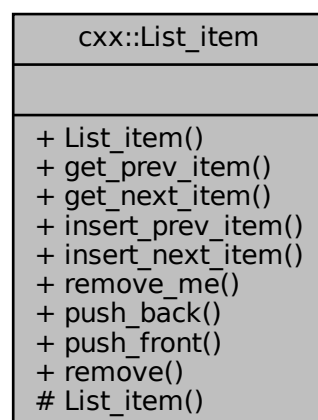 cxx::List_item
+ List_item()
+ get_prev_item()
+ get_next_item()
+ insert_prev_item()
+ insert_next_item()
+ remove_me()
+ push_back()
+ push_front()
+ remove()
# List_item()